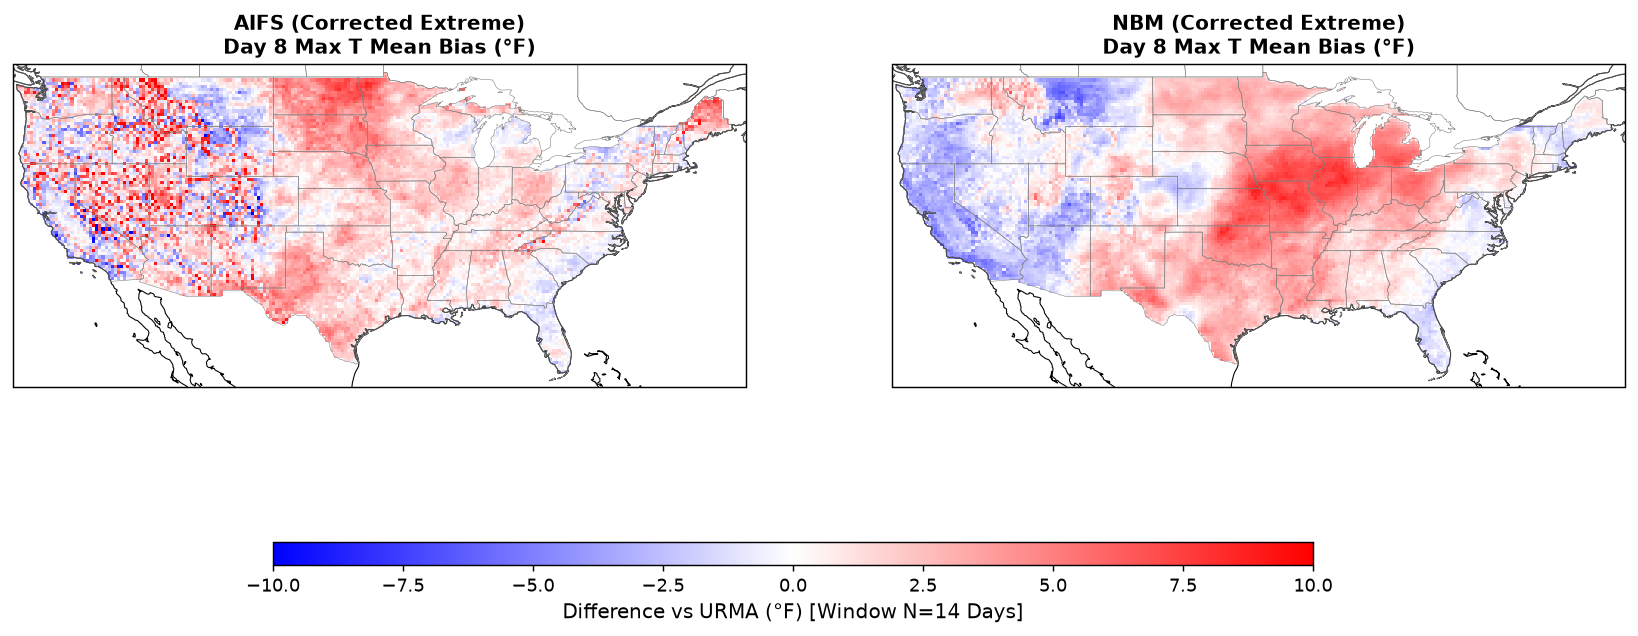 AIFS (Corrected Extreme)
Day 8 Max T Mean Bias (°F)
NBM (Corrected Extreme)
Day 8 Max T Mean Bias (°F)
−10.0 −7.5 −5.0 −2.5 0.0 2.5 5.0 7.5 10.0
Difference vs URMA (°F) [Window N=14 Days]